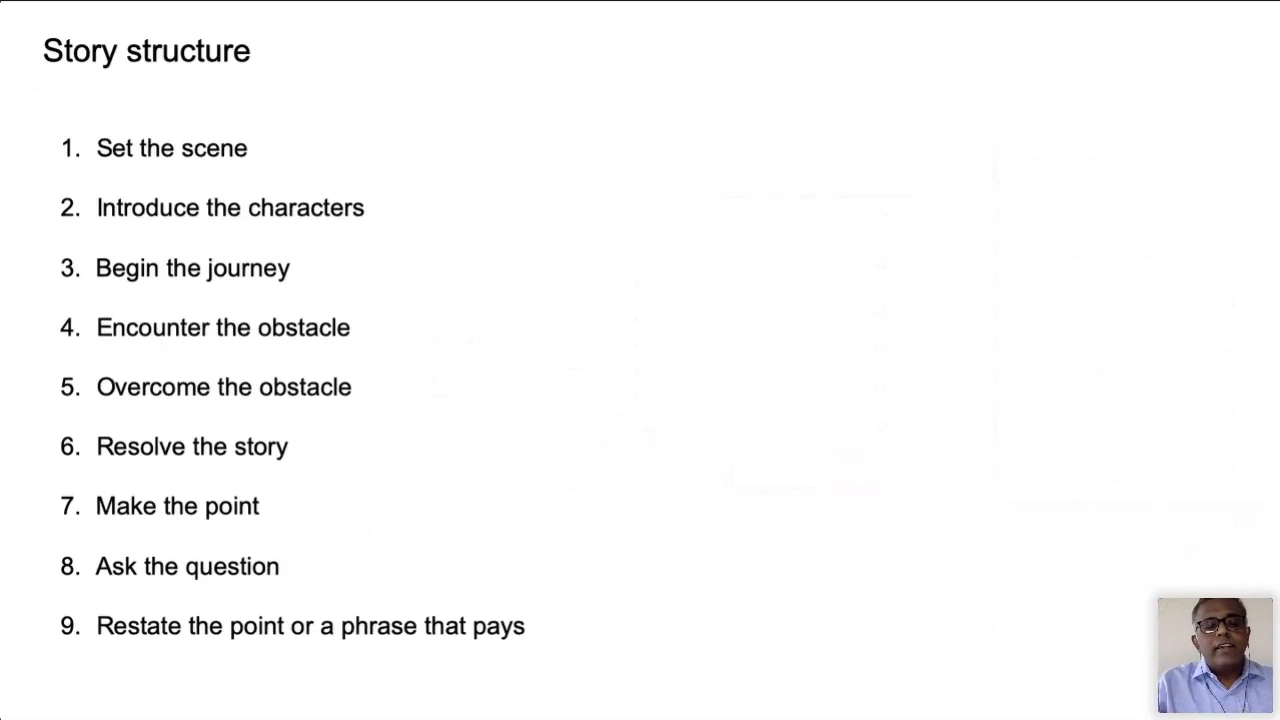 Story structure
1. Set the scene
2. Introduce the characters
3. Begin the journey
4. Encounter the obstacle
5. Overcome the obstacle
6. Resolve the story
7. Make the point
8. Ask the question
9. Restate the point or a phrase that pays